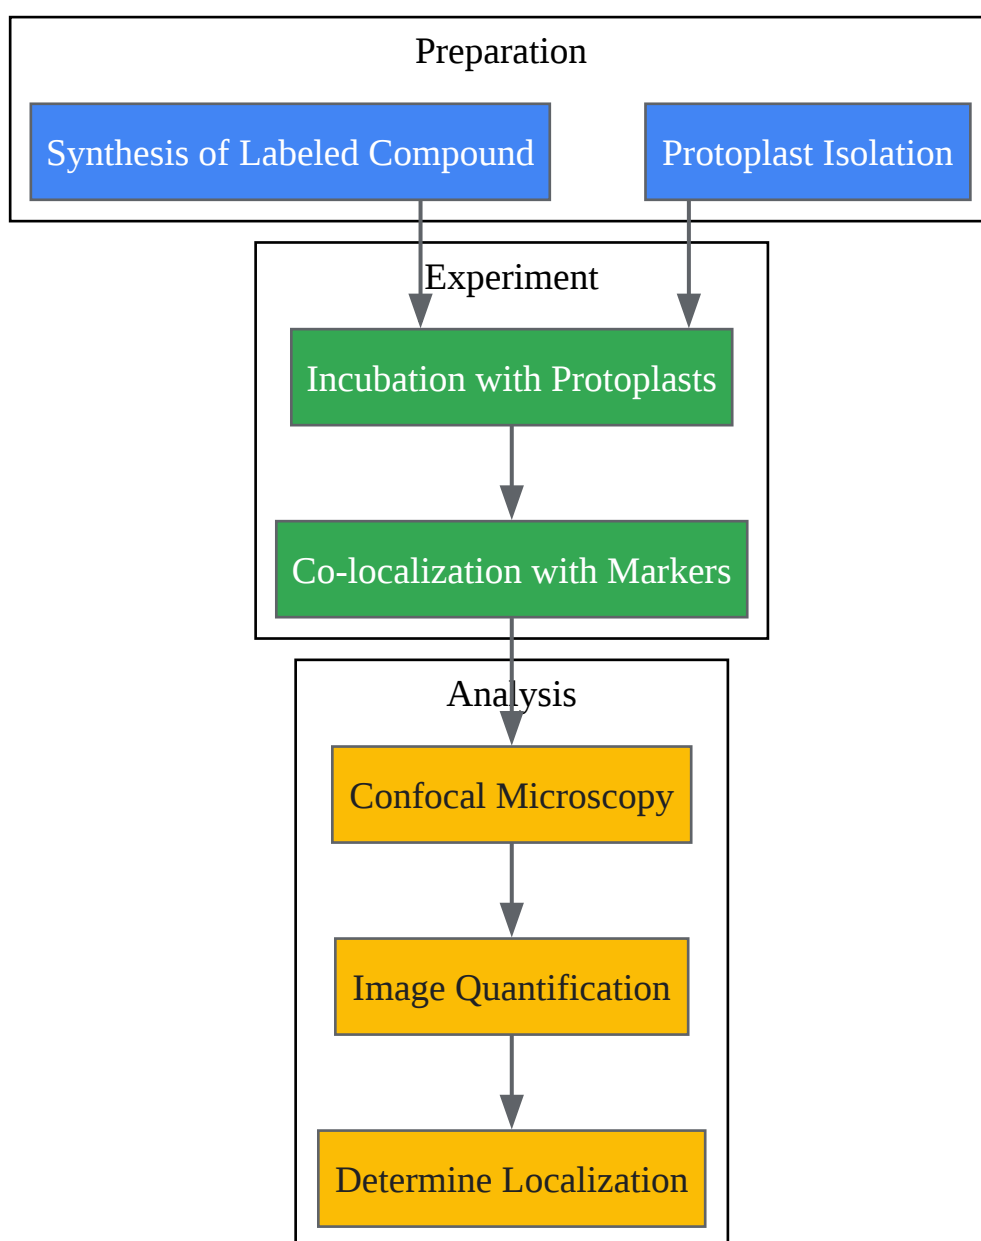 Preparation
Synthesis of Labeled Compound
Protoplast Isolation
Experiment
Incubation with Protoplasts
Co-localization with Markers
Analysis
Confocal Microscopy
Image Quantification
Determine Localization